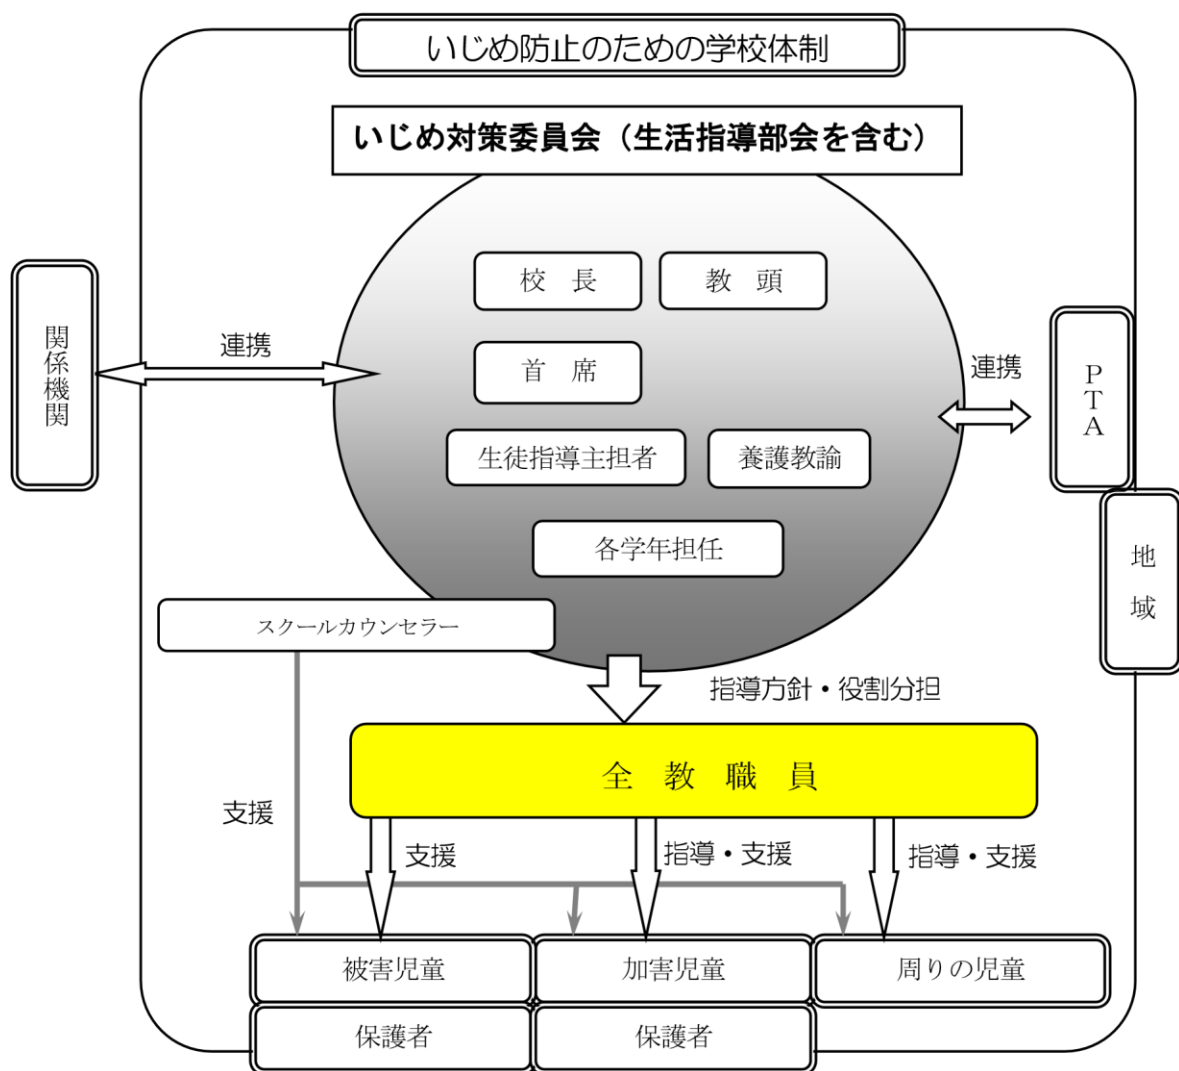 いじめ防止のための学校体制
いじめ対策委員会（生活指導部会を含む）
校　長
教　頭
関係機関
連携
首　席
連携
PTA
生徒指導主担者
養護教諭
各学年担任
地域
スクールカウンセラー
指導方針・役割分担
全　教　職　員
支援
支援
指導・支援
指導・支援
被害児童
加害児童
周りの児童
保護者
保護者